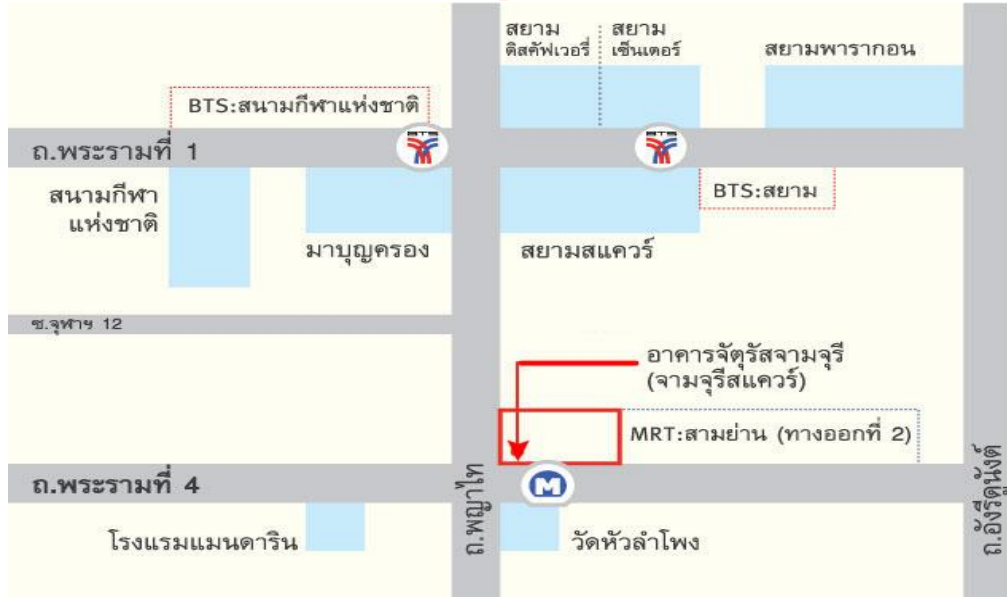 สยาม
ดิสคัฟเวอรี่
สยาม
เซ็นเตอร์
สยามพารากอน
BTS:สนามกีฬาแห่งชาติ
ถ.พระรามที่ 1
สนามกีฬา
แห่งชาติ
มาบุญครอง
สยามสแควร์
BTS:สยาม
ซ.จุฬาฯ 12
อาคารจัตุรัสจามจุรี
(จามจุรีสแควร์)
MRT:สามย่าน (ทางออกที่ 2)
ถ.พระรามที่ 4
M
ถ.พญาไท
ถ.อังรีดูนังต์
โรงแรมแมนดาริน
วัดหัวลำโพง